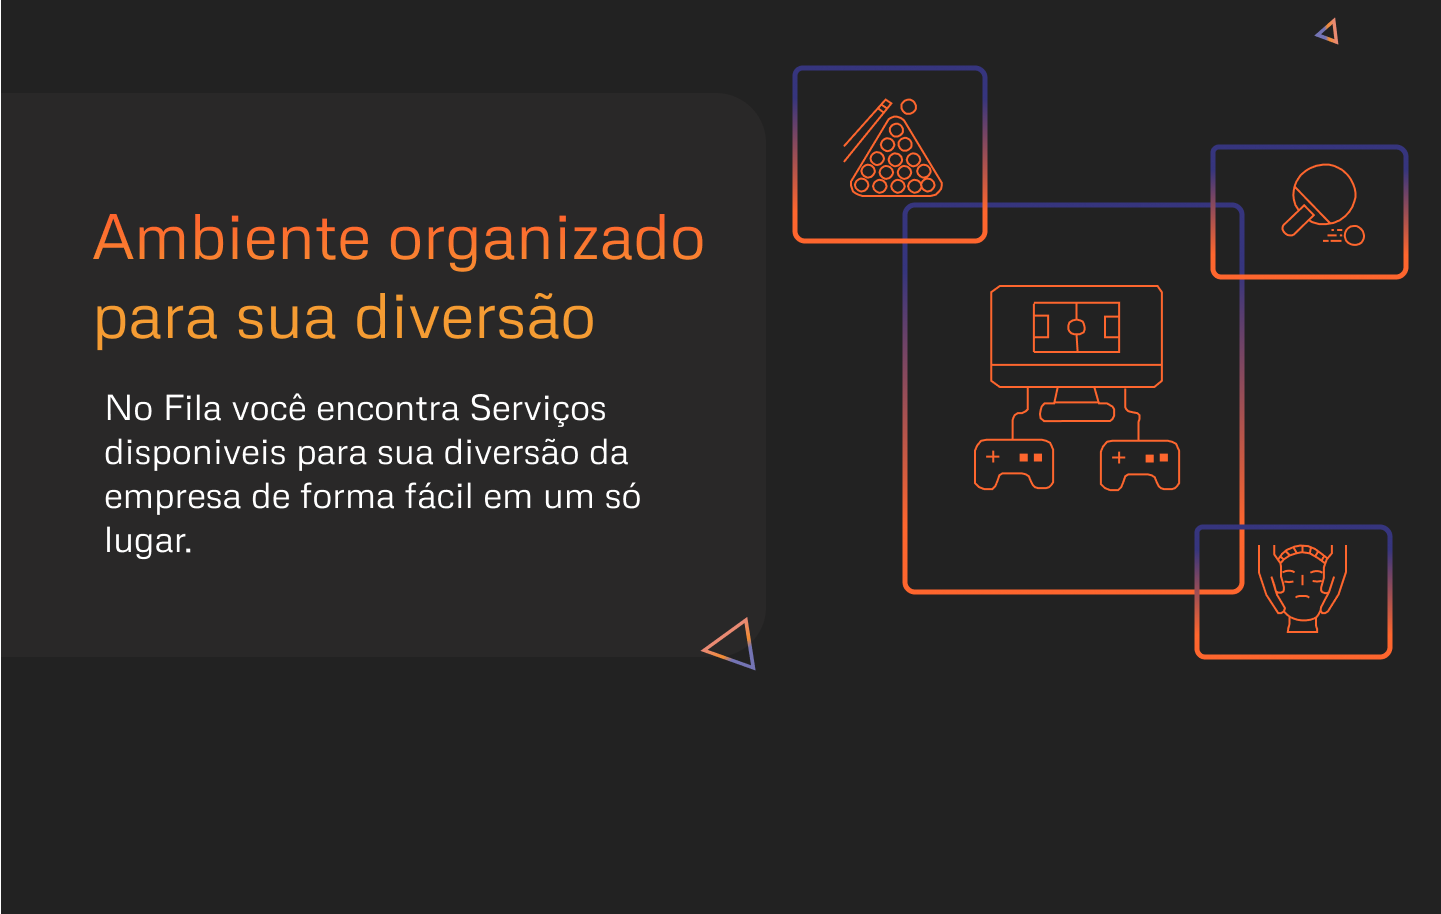 Ambiente organizado
para sua diversão
No Fila você encontra Serviços
disponiveis para sua diversão da
empresa de forma fácil em um só
lugar.